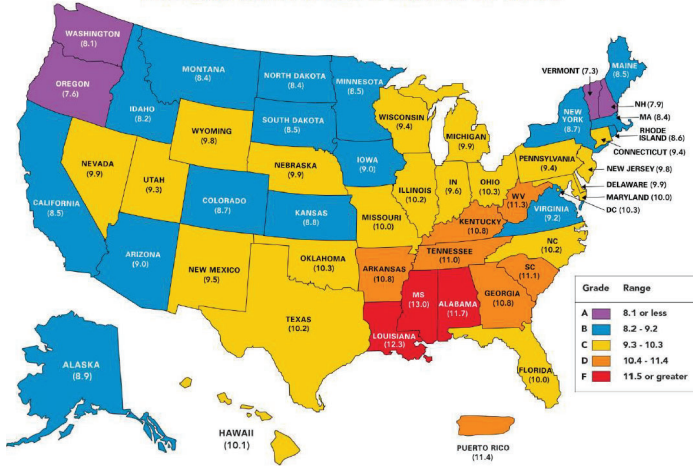 WASHINGTON
(8.1)
OREGON
(7.6)
MONTANA
(8.4)
IDAHO
(8.2)
NORTH DAKOTA
(8.4)
MINNESOTA
(8.5)
SOUTH DAKOTA
(8.5)
WYOMING
(9.8)
NEBRASKA
(9.9)
IOWA
(9.0)
WISCONSIN
(9.4)
MICHIGAN
(9.9)
VERMONT (7.3)
MAINE
(8.5)
NH (7.9)
MA (8.4)
RHODE
ISLAND (8.6)
CONNECTICUT (9.4)
NEW
YORK
(8.7)
PENNSYLVANIA
(9.4)
NEW JERSEY (9.8)
DELAWARE (9.9)
MARYLAND (10.0)
DC (10.3)
NEVADA
(9.9)
UTAH
(9.3)
CALIFORNIA
(8.5)
COLORADO
(8.7)
KANSAS
(8.8)
MISSOURI
(10.0)
ILLINOIS
(10.2)
IN
(9.6)
OHIO
(10.3)
WV
(11.3)
VIRGINIA
(9.2)
KENTUCKY
(10.8)
ARIZONA
(9.0)
NEW MEXICO
(9.5)
OKLAHOMA
(10.3)
ARKANSAS
(10.8)
TENNESSEE
(11.0)
NC
(10.2)
SC
(11.1)
TEXAS
(10.2)
MS
(13.0)
ALABAMA
(11.7)
GEORGIA
(10.8)
LOUISIANA
(12.3)
FLORIDA
(10.0)
ALASKA
(8.9)
HAWAII
(10.1)
PUERTO RICO
(11.4)
Grade Range
A 8.1 or less
B 8.2 - 9.2
C 9.3 - 10.3
D 10.4 - 11.4
F 11.5 or greater